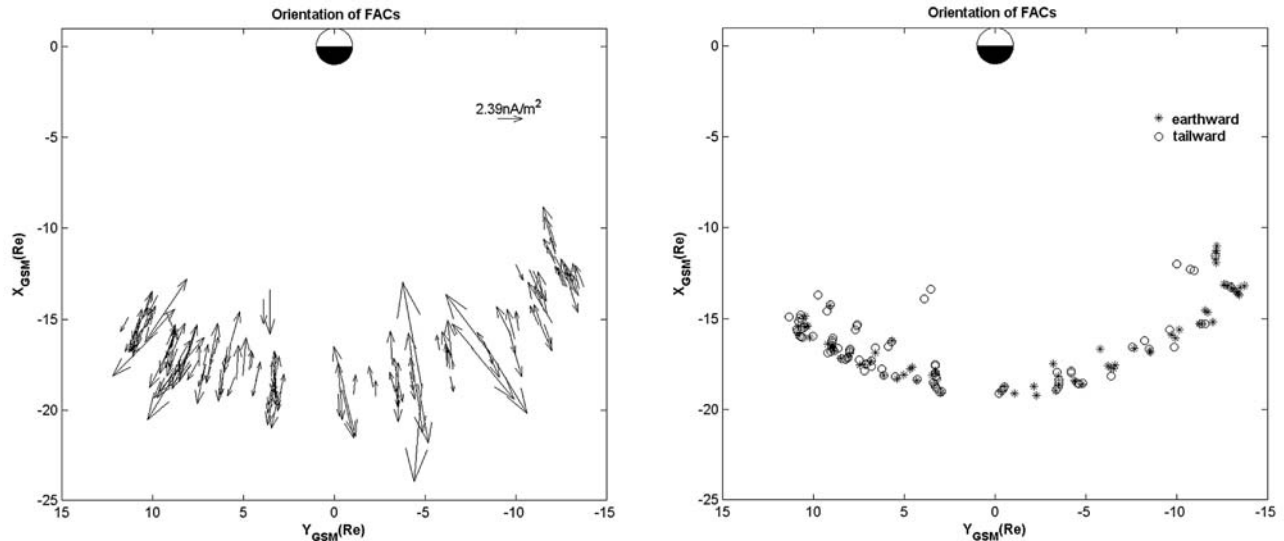 Orientation of FACs
0
-5
-10
-15
-20
-25
15
10
5
0
-5
-10
-15
X_GSM(Re)
Y_GSM(Re)
2.39nA/m²
Orientation of FACs
0
-5
-10
-15
-20
-25
15
10
5
0
-5
-10
-15
X_GSM(Re)
Y_GSM(Re)
earthward
tailward